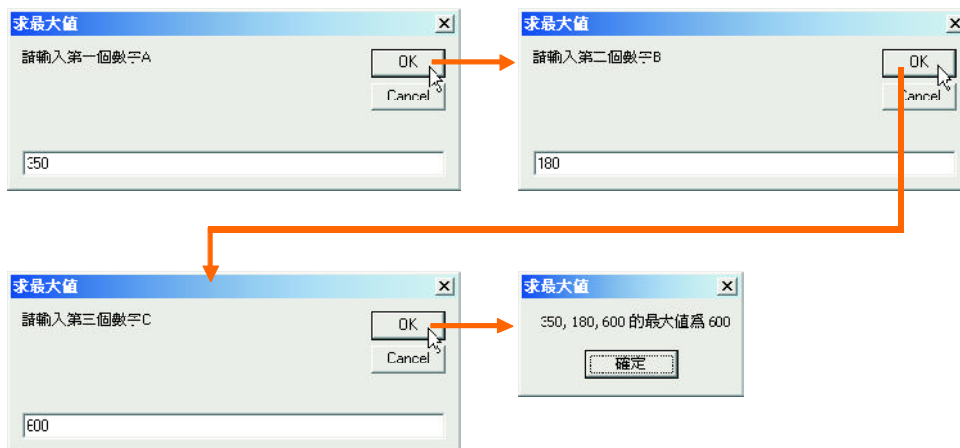 求最大值
請輸入第一個數字A
OK
Cancel
350
求最大值
請輸入第二個數字B
OK
Cancel
180
求最大值
請輸入第三個數字C
OK
Cancel
600
求最大值
350, 180, 600 的最大值為 600
確定